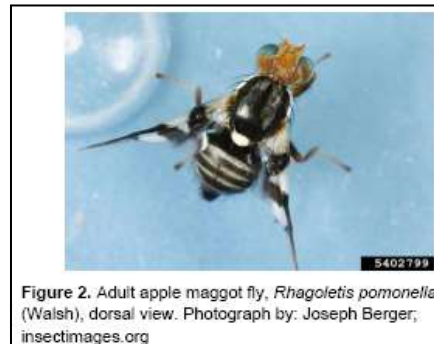 5402799
Figure 2. Adult apple maggot fly, Rhagoletis pomonella
(Walsh), dorsal view. Photograph by: Joseph Berger;
insectimages.org